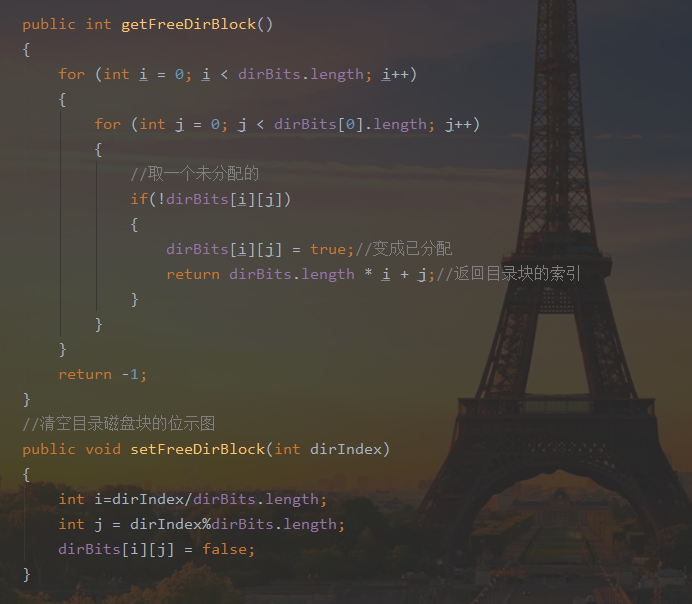 public int getFreeDirBlock()
{
for (int i = 0; i < dirBits.length; i++)
{
for (int j = 0; j < dirBits[0].length; j++)
{
//取一个未分配的
if(!dirBits[i][j])
{
dirBits[i][j] = true;//变成已分配
return dirBits.length * i + j;//返回目录块的索引
}
}
}
return -1;
}
//清空目录磁盘块的位示图
public void setFreeDirBlock(int dirIndex)
{
int i=dirIndex/dirBits.length;
int j = dirIndex%dirBits.length;
dirBits[i][j] = false;
}